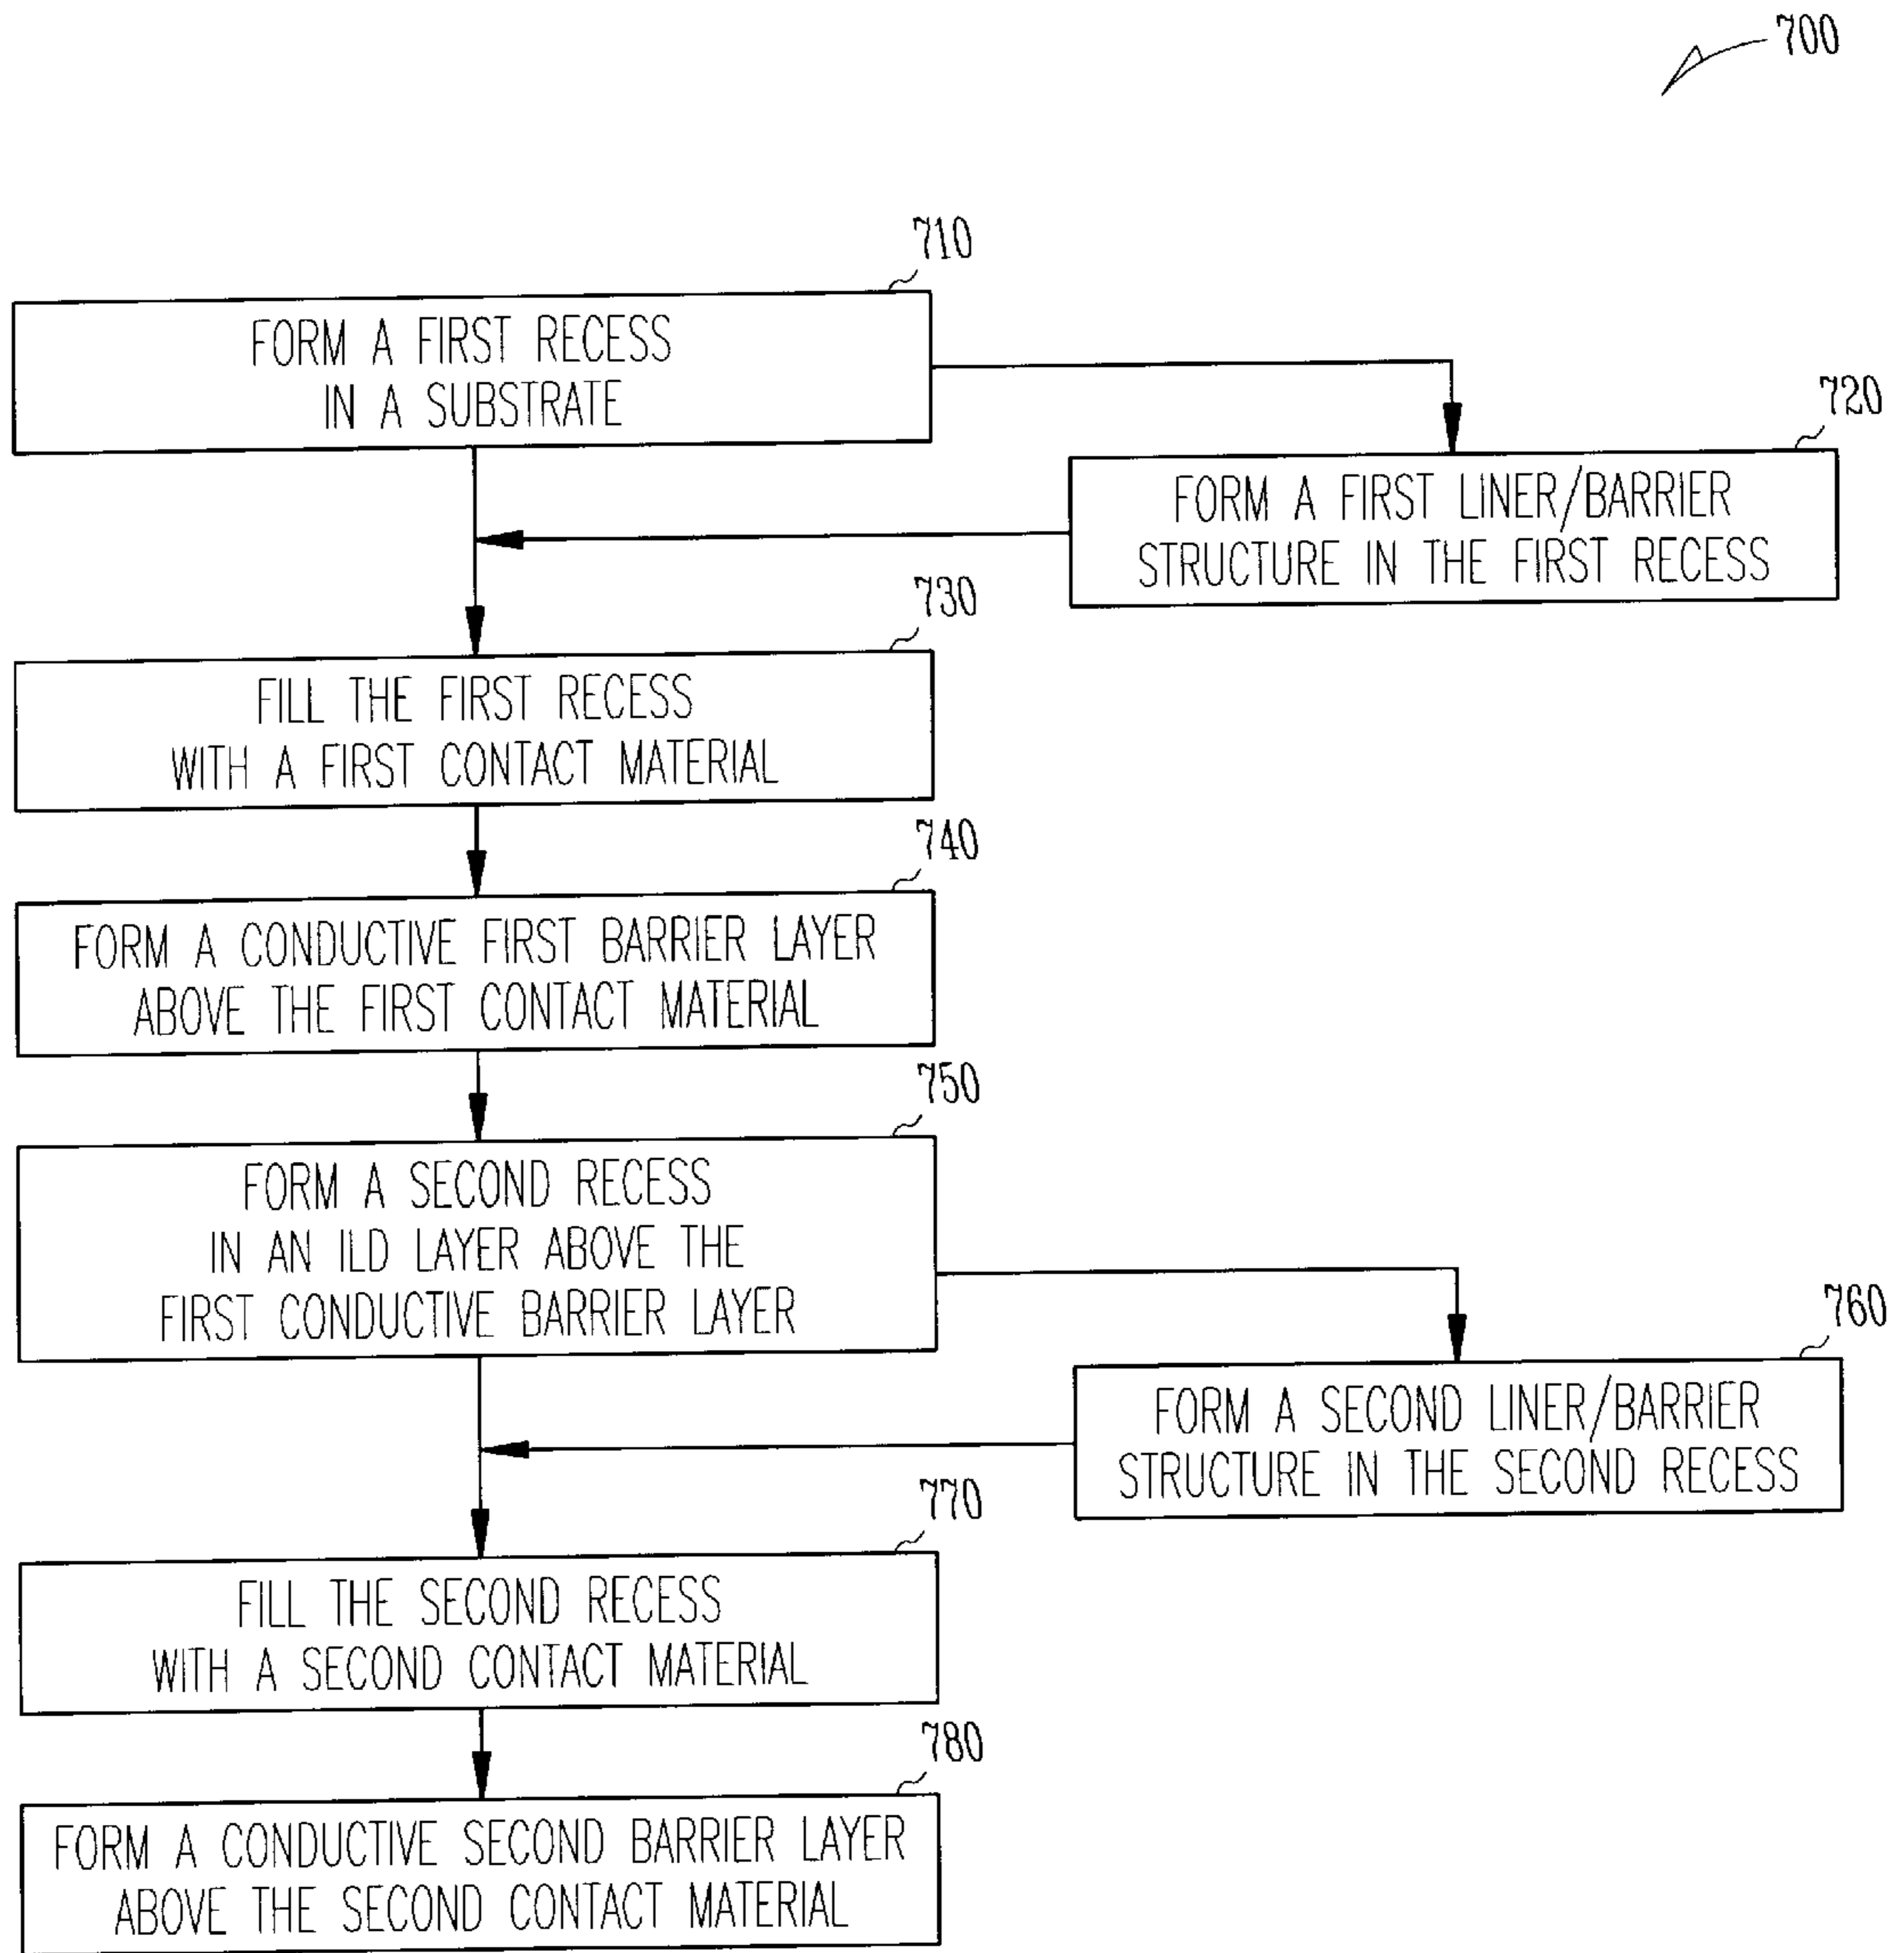 700
710
FORM A FIRST RECESS
IN A SUBSTRATE
720
FORM A FIRST LINER/BARRIER
STRUCTURE IN THE FIRST RECESS
730
FILL THE FIRST RECESS
WITH A FIRST CONTACT MATERIAL
740
FORM A CONDUCTIVE FIRST BARRIER LAYER
ABOVE THE FIRST CONTACT MATERIAL
750
FORM A SECOND RECESS
IN AN ILD LAYER ABOVE THE
FIRST CONDUCTIVE BARRIER LAYER
760
FORM A SECOND LINER/BARRIER
STRUCTURE IN THE SECOND RECESS
770
FILL THE SECOND RECESS
WITH A SECOND CONTACT MATERIAL
780
FORM A CONDUCTIVE SECOND BARRIER LAYER
ABOVE THE SECOND CONTACT MATERIAL